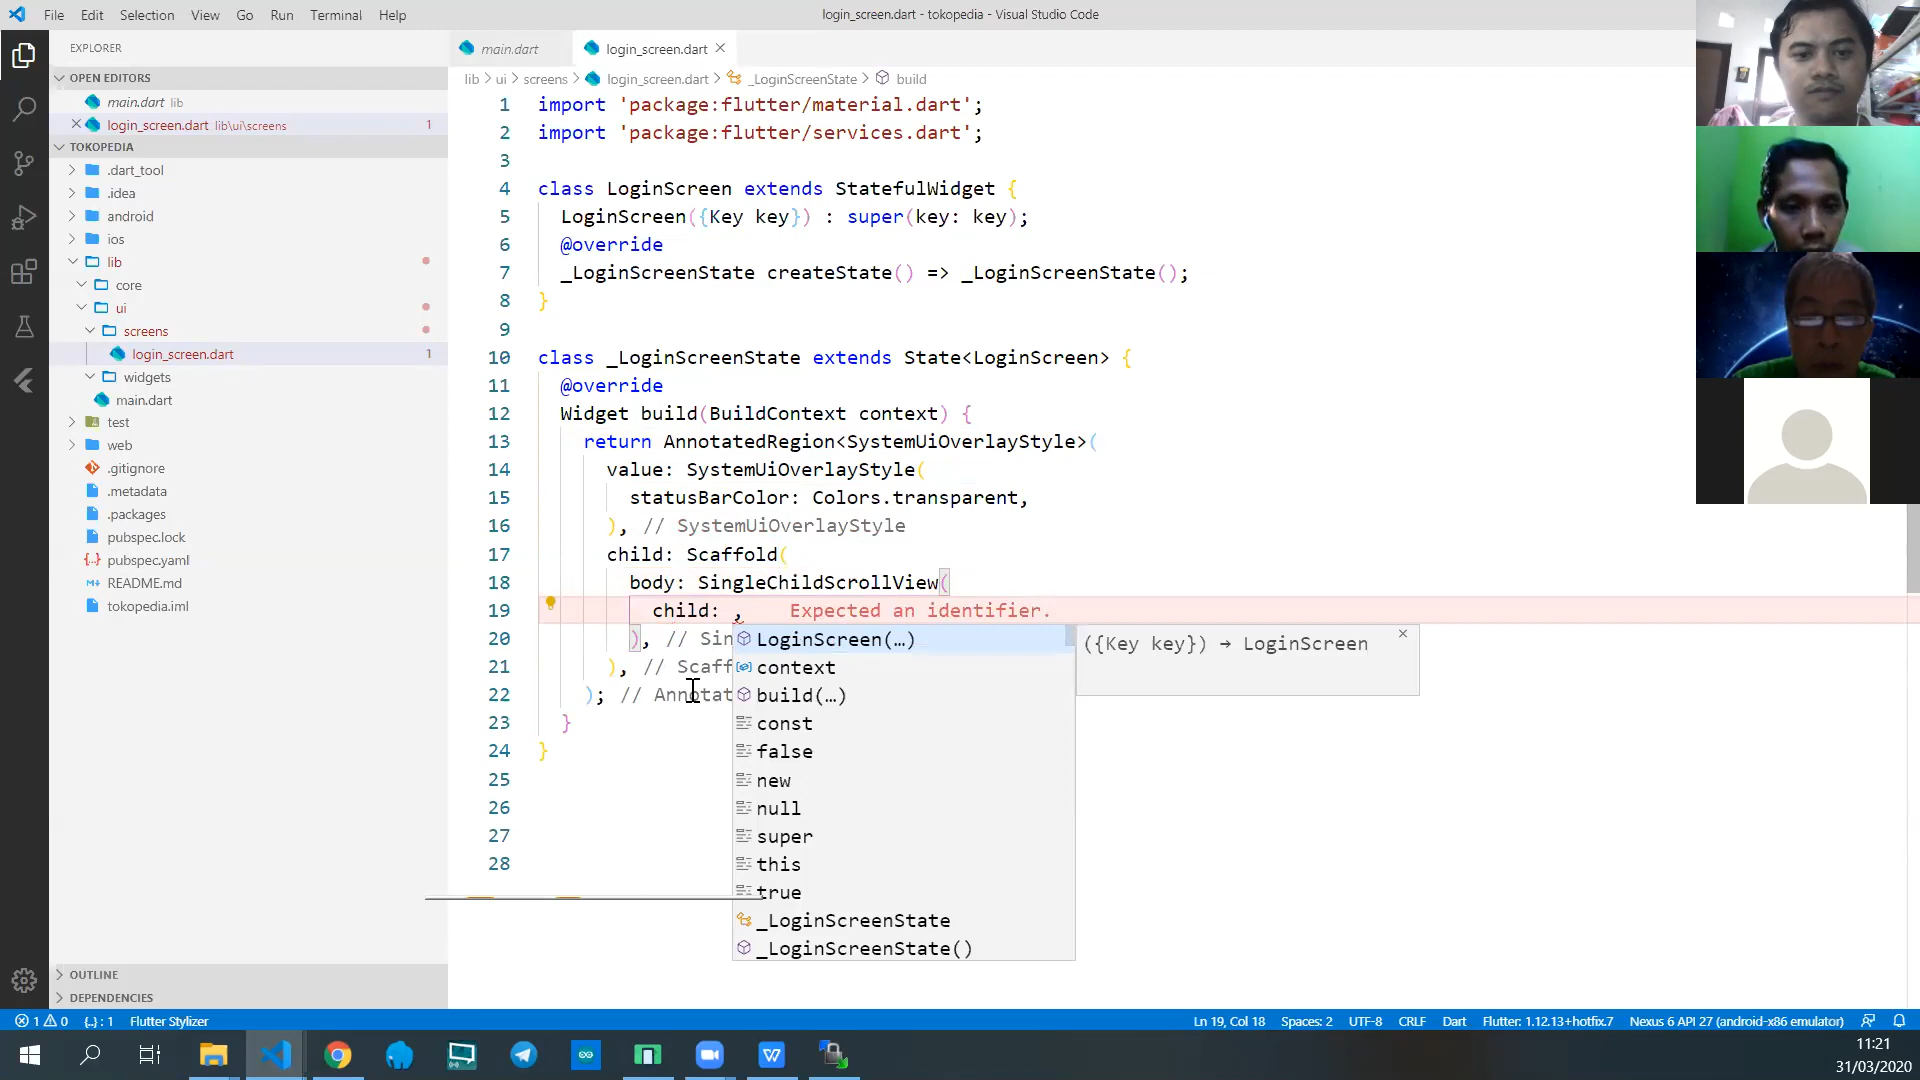 File Edit Selection View Go Run Terminal Help
login_screen.dart - tokopedia - Visual Studio Code
EXPLORER
OPEN EDITORS
main.dart lib
login_screen.dart lib\ui\screens 1
TOKOPEDIA
.dart_tool
.idea
android
ios
lib
core
ui
screens
login_screen.dart 1
widgets
main.dart
test
web
.gitignore
.metadata
.packages
pubspec.lock
pubspec.yaml
README.md
tokopedia.iml
OUTLINE
DEPENDENCIES
main.dart login_screen.dart
lib > ui > screens > login_screen.dart > _LoginScreenState > build
1 import 'package:flutter/material.dart';
2 import 'package:flutter/services.dart';
3
4 class LoginScreen extends StatefulWidget {
5 LoginScreen({Key key}) : super(key: key);
6 @override
7 _LoginScreenState createState() => _LoginScreenState();
8 }
9
10 class _LoginScreenState extends State<LoginScreen> {
11 @override
12 Widget build(BuildContext context) {
13 return AnnotatedRegion<SystemUiOverlayStyle>(
14 value: SystemUiOverlayStyle(
15 statusBarColor: Colors.transparent,
16 ), // SystemUiOverlayStyle
17 child: Scaffold(
18 body: SingleChildScrollView(
19 child: , Expected an identifier.
20 ), // Sin
21 ), // Scaff
22 ); // Annotat
23 }
24 }
25
26
27
28
LoginScreen(…)
context
build(…)
const
false
new
null
super
this
true
_LoginScreenState
_LoginScreenState()
({Key key}) → LoginScreen
1 0 {..} : 1 Flutter Stylizer
Ln 19, Col 18 Spaces: 2 UTF-8 CRLF Dart Flutter: 1.12.13+hotfix.7 Nexus 6 API 27 (android-x86 emulator)
11:21
31/03/2020